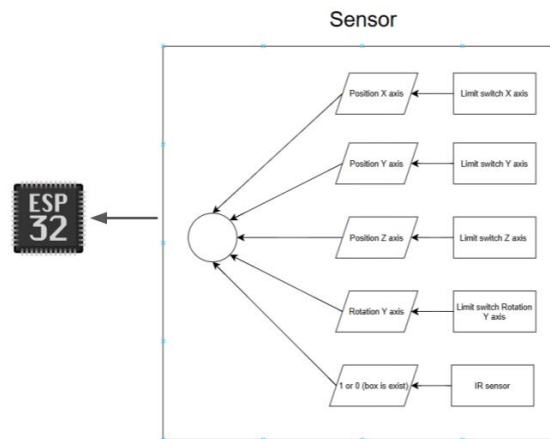 Sensor
Position X axis
Limit switch X axis
Position Y axis
Limit switch Y axis
ESP
32
Position Z axis
Limit switch Z axis
Rotation Y axis
Limit switch Rotation
Y axis
1 or 0 (box is exist)
IR sensor